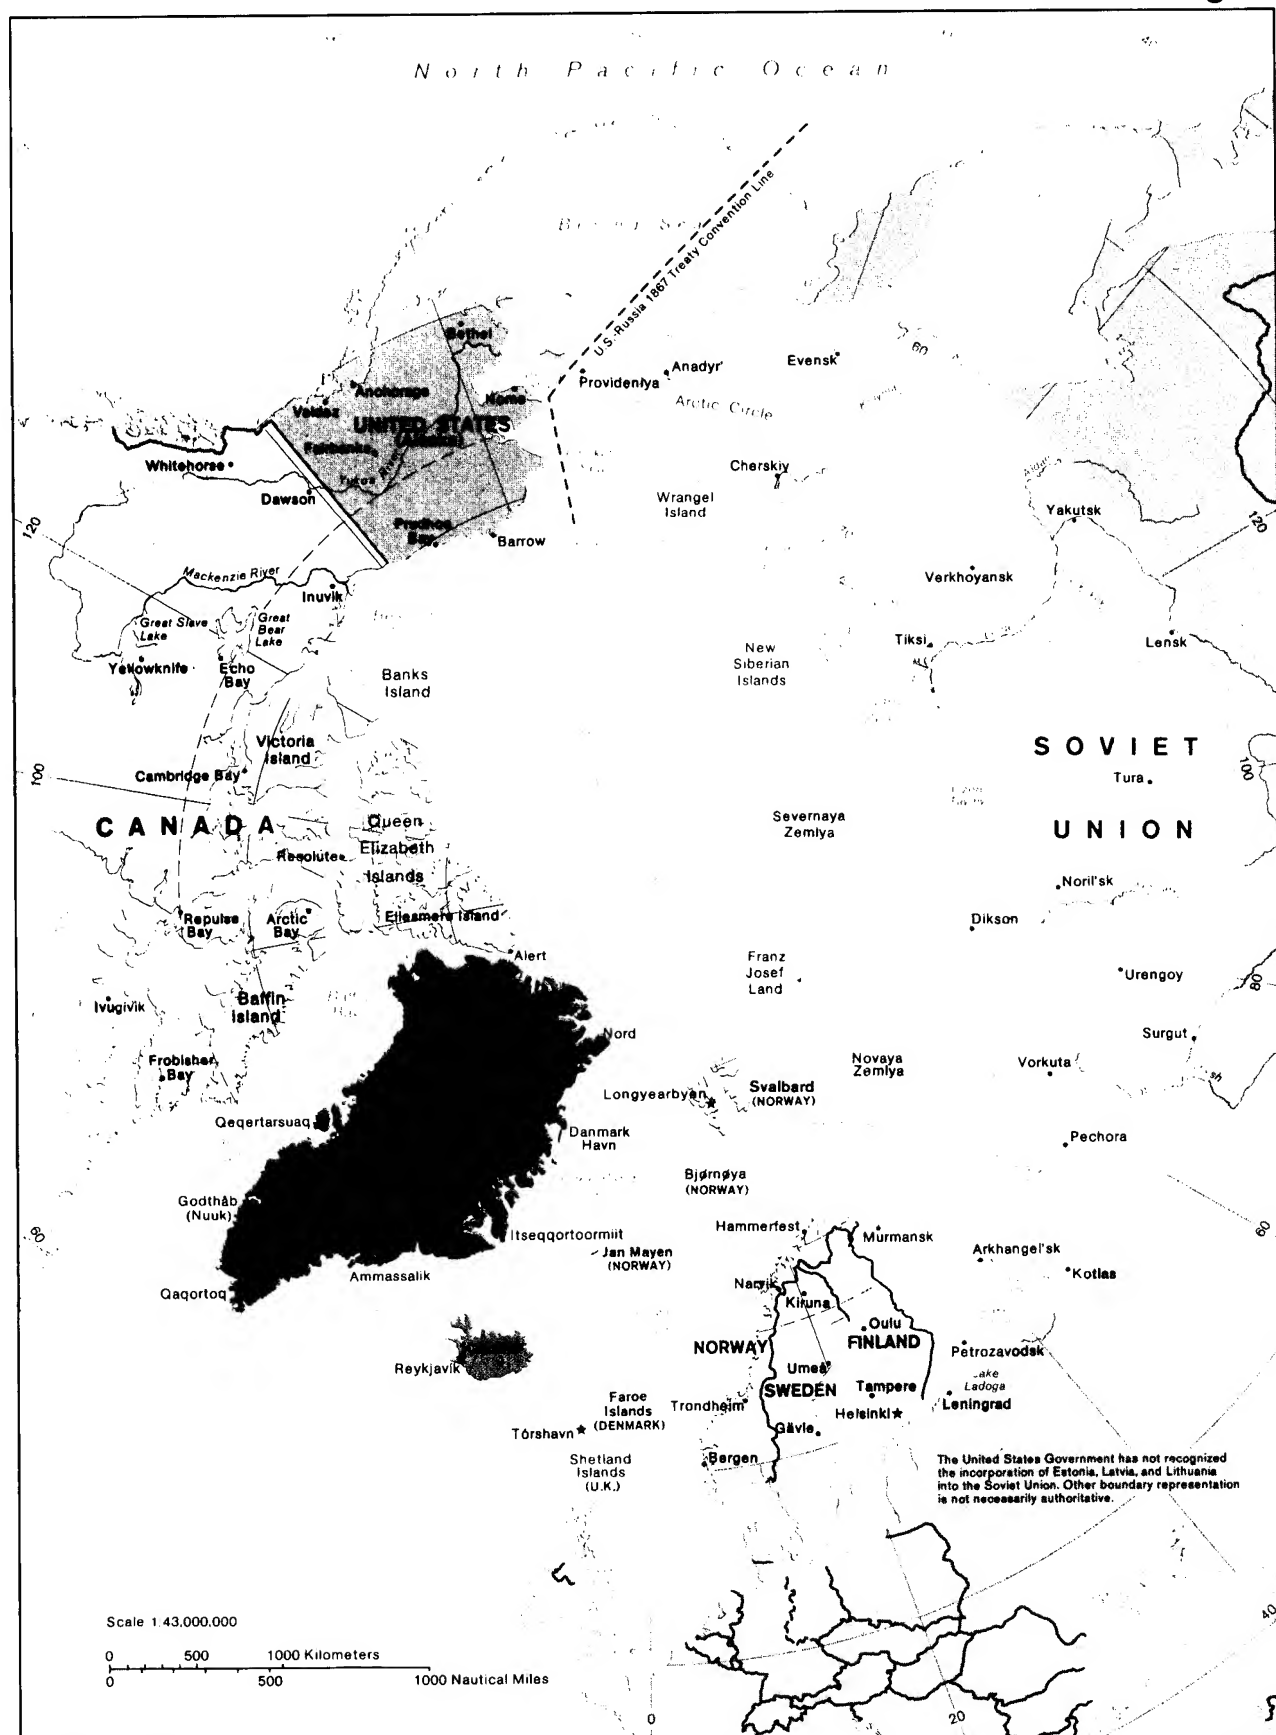 North Pacific Ocean
Bering Sea
U.S.-Russia 1867 Treaty Convention Line
60
Bethel
Anchorage
Valdez
Nome
UNITED STATES
(Alaska)
Fairbanks
Yukon River
Provideniya
Anadyr'
Evensk
Arctic Circle
Whitehorse
Dawson
Cherskiy
Wrangel
Island
Prudhoe
Bay
Barrow
Aldan
Yakutsk
120
120
Mackenzie River
Inuvik
Verkhoyansk
Great Slave
Lake
Great
Bear
Lake
Tiksi
Lensk
Yellowknife
Echo
Bay
Banks
Island
New
Siberian
Islands
Victoria
Island
SOVIET
Tura
UNION
100
100
Cambridge Bay
CANADA
Queen
Elizabeth
Islands
Resolute
Severnaya
Zemlya
Noril'sk
Dikson
Repulse
Bay
Arctic
Bay
Ellesmere Island
Alert
Franz
Josef
Land
Urengoy
80
Ivugivik
Baffin
Island
Nord
Surgut
Frobisher
Bay
Novaya
Zemlya
Vorkuta
Longyearbyen
Svalbard
(NORWAY)
Qeqertarsuaq
Danmark
Havn
Pechora
Bjørnøya
(NORWAY)
Godthåb
(Nuuk)
60
60
Itseqqortoormiit
Hammerfest
Murmansk
Jan Mayen
(NORWAY)
Arkhangel'sk
Kotlas
Ammassalik
Qaqortoq
Narvik
Kiruna
Oulu
FINLAND
NORWAY
Petrozavodsk
Reykjavík
Umeå
SWEDEN
Tampere
Lake
Ladoga
Leningrad
Faroe
Islands
(DENMARK)
Trondheim
Helsinki
Tórshavn
Gävle
Shetland
Islands
(U.K.)
Bergen
The United States Government has not recognized
the incorporation of Estonia, Latvia, and Lithuania
into the Soviet Union. Other boundary representation
is not necessarily authoritative.
Scale 1:43,000,000
0 500 1000 Kilometers
0 500 1000 Nautical Miles
0
20
40